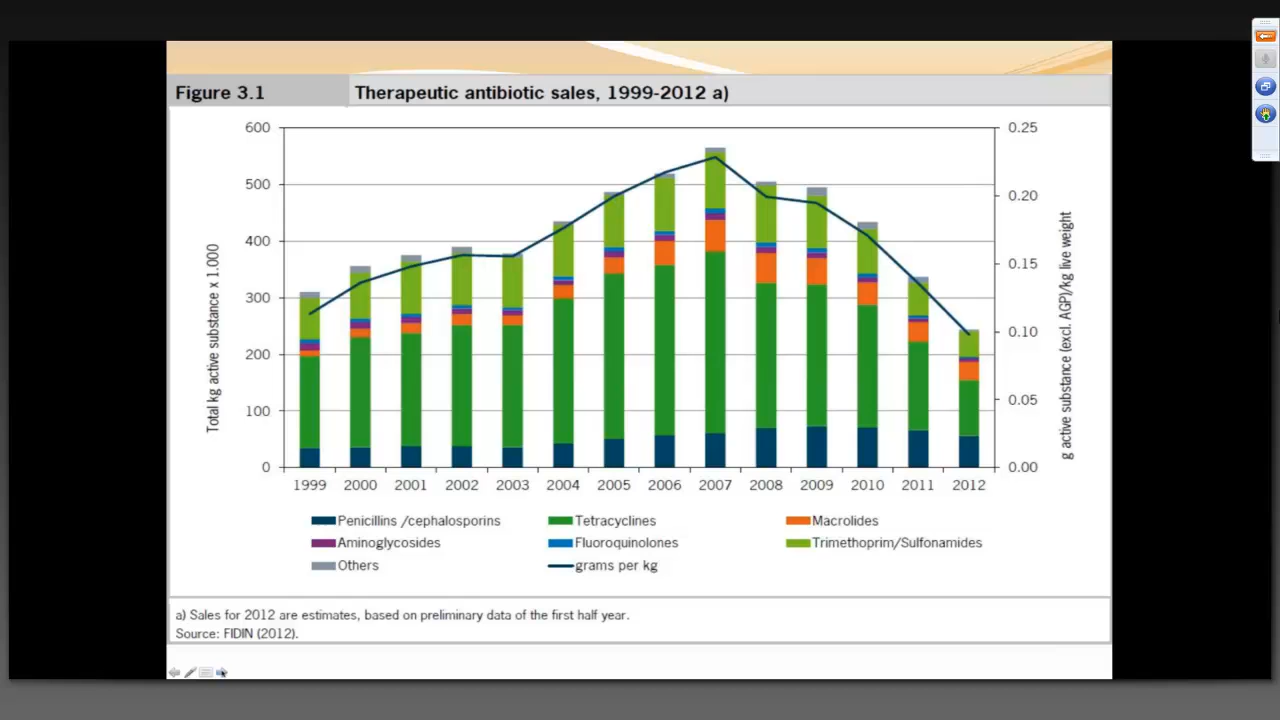 Figure 3.1
Therapeutic antibiotic sales, 1999-2012 a)
600
500
400
300
200
100
0
0.25
0.20
0.15
0.10
0.05
0.00
Total kg active substance x 1.000
g active substance (excl. AGP)/kg live weight
1999 2000 2001 2002 2003 2004 2005 2006 2007 2008 2009 2010 2011 2012
Penicillins /cephalosporins Tetracyclines Macrolides
Aminoglycosides Fluoroquinolones Trimethoprim/Sulfonamides
Others grams per kg
a) Sales for 2012 are estimates, based on preliminary data of the first half year.
Source: FIDIN (2012).